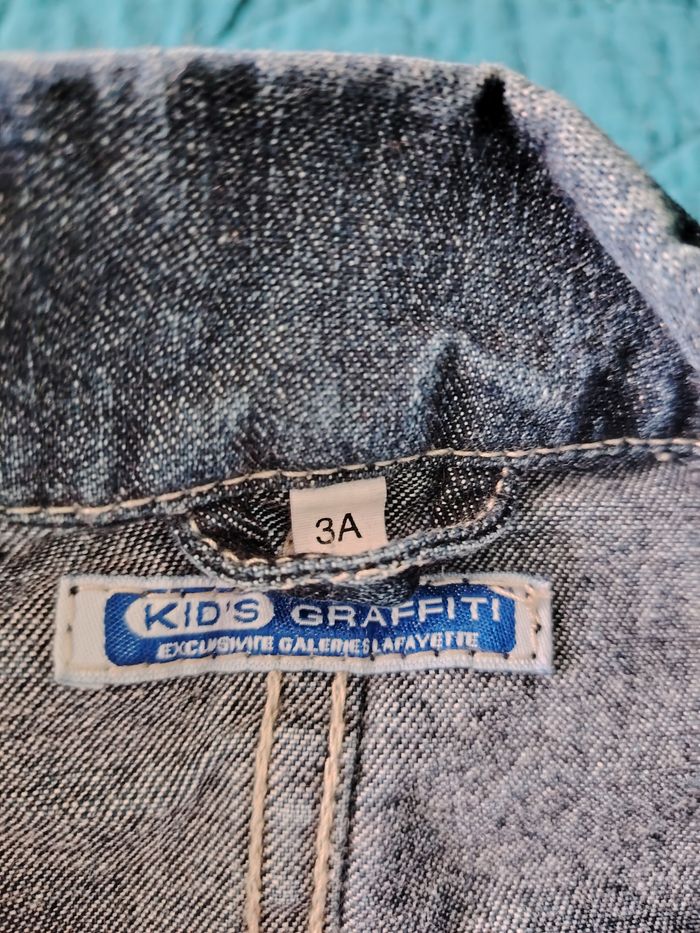 3A
KID'S GRAFFITI
EXCLUSIVITE GALERIES LAFAYETTE